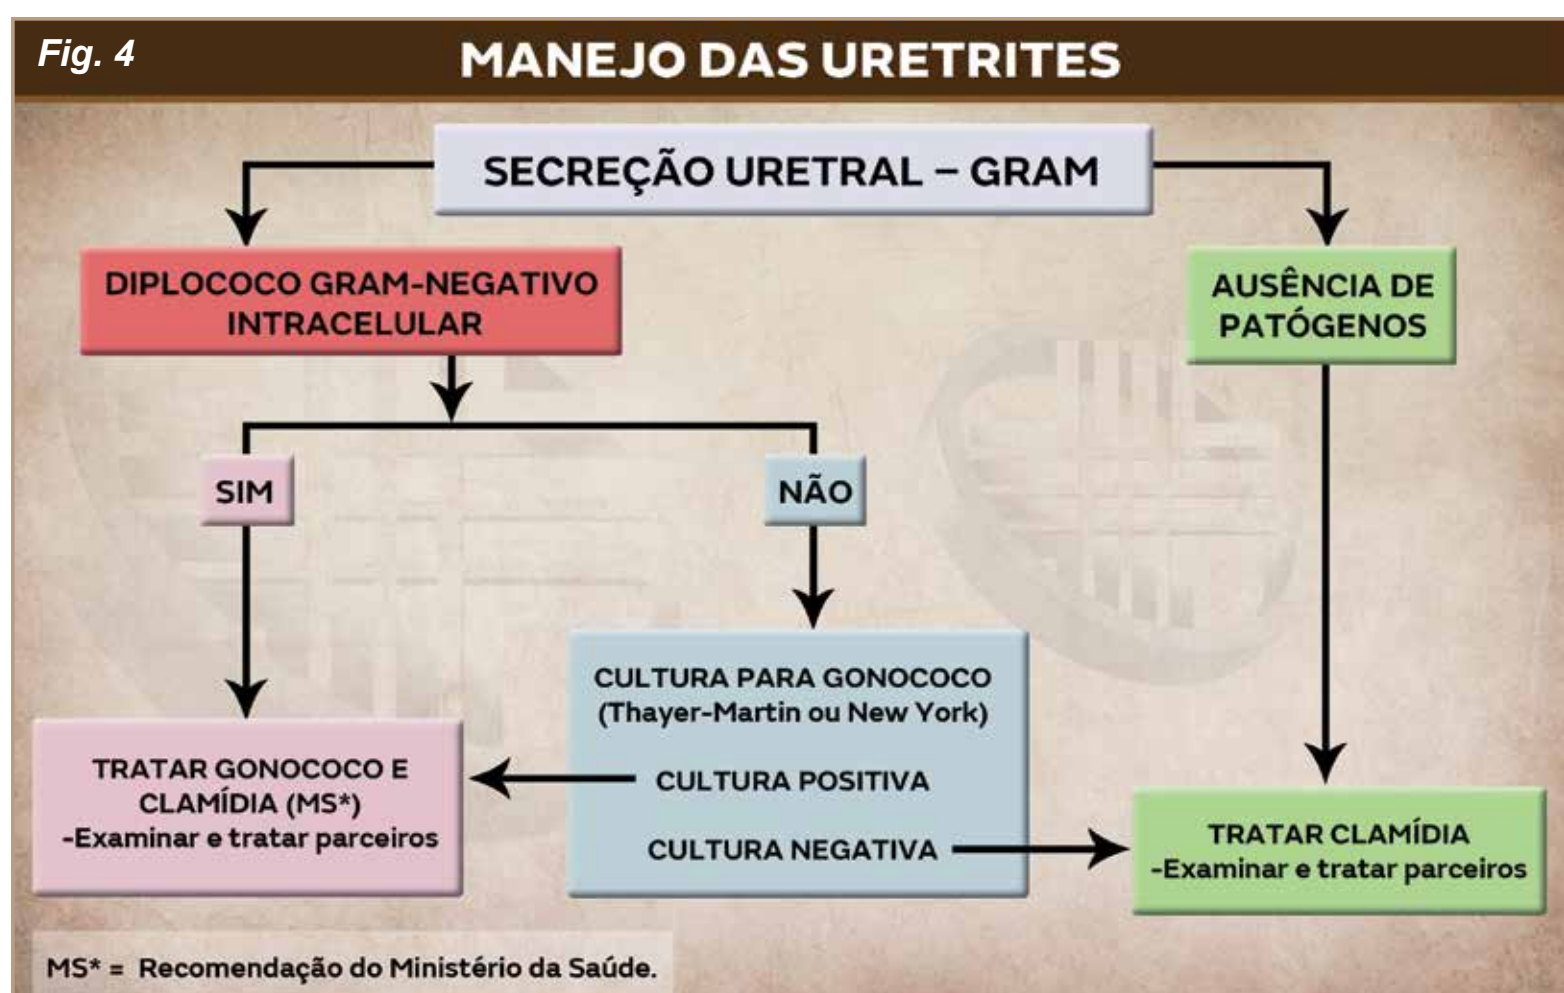 Fig. 4
MANEJO DAS URETRITES
SECREÇÃO URETRAL – GRAM
DIPLOCOCO GRAM-NEGATIVO
INTRACELULAR
AUSÊNCIA DE
PATÓGENOS
SIM
NÃO
CULTURA PARA GONOCOCO
(Thayer-Martin ou New York)
CULTURA POSITIVA
CULTURA NEGATIVA
TRATAR GONOCOCO E
CLAMÍDIA (MS*)
-Examinar e tratar parceiros
TRATAR CLAMÍDIA
-Examinar e tratar parceiros
MS* = Recomendação do Ministério da Saúde.